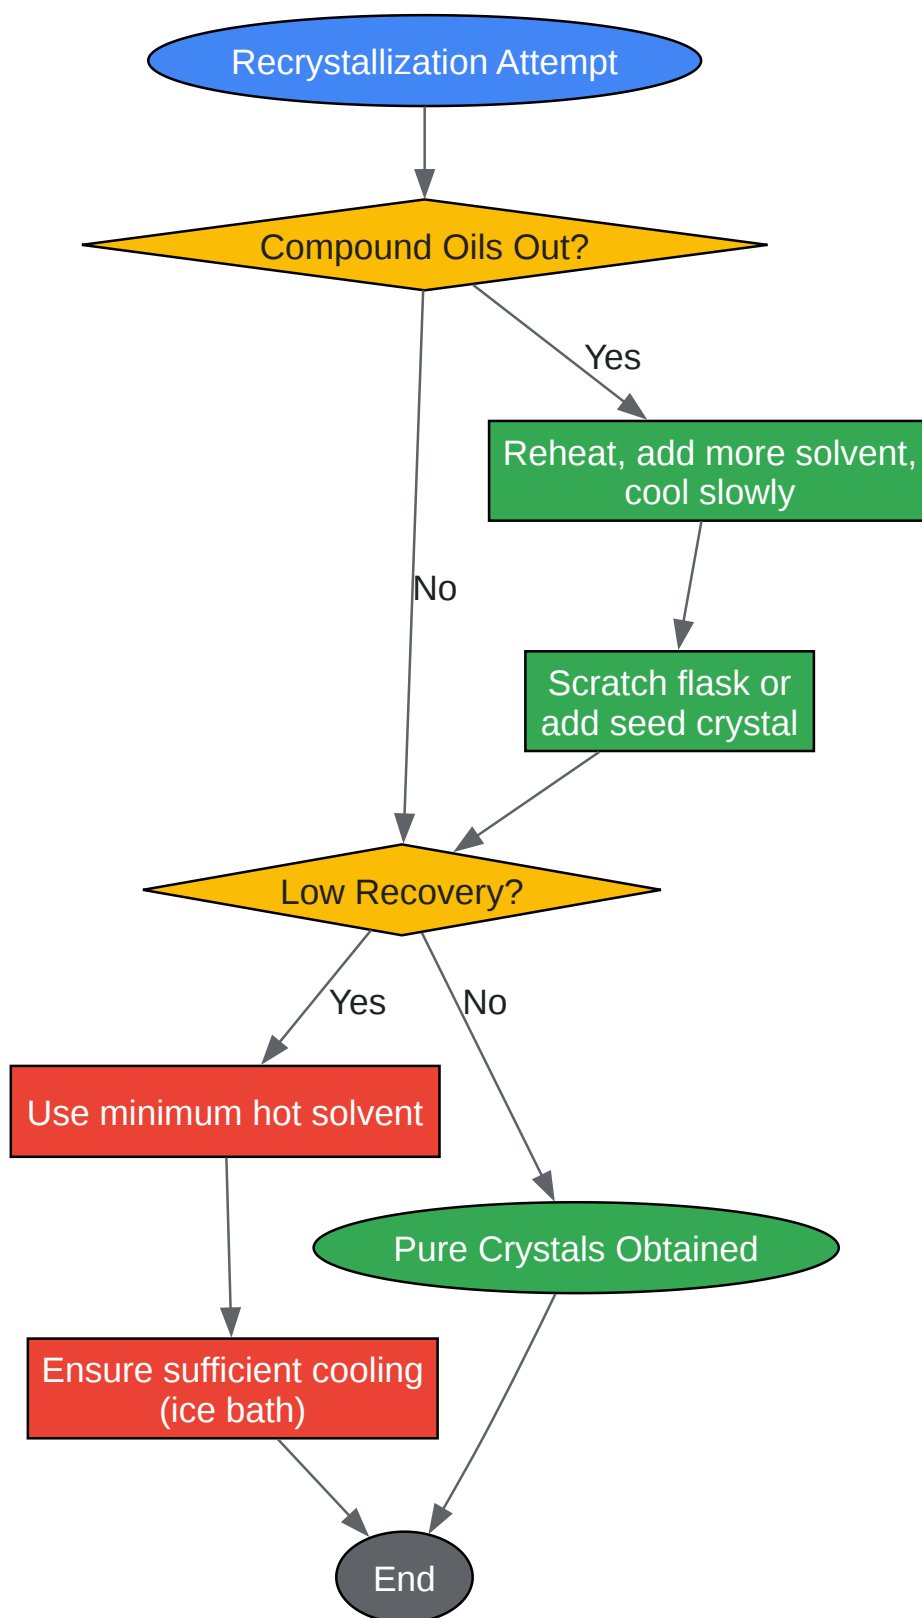 Recrystallization Attempt
Compound Oils Out?
Yes
Reheat, add more solvent,
cool slowly
No
Scratch flask or
add seed crystal
Low Recovery?
Yes
No
Use minimum hot solvent
Pure Crystals Obtained
Ensure sufficient cooling
(ice bath)
End